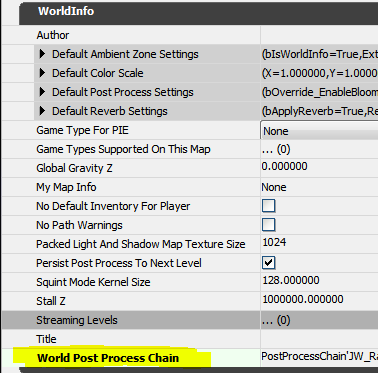 WorldInfo
Author
Default Ambient Zone Settings (bIsWorldInfo=True,Ext
Default Color Scale (X=1.000000,Y=1.0000
Default Post Process Settings (bOverride_EnableBloom
Default Reverb Settings (bApplyReverb=True,Re
Game Type For PIE None
Game Types Supported On This Map ... (0)
Global Gravity Z 0.000000
My Map Info None
No Default Inventory For Player
No Path Warnings
Packed Light And Shadow Map Texture Size 1024
Persist Post Process To Next Level
Squint Mode Kernel Size 128.000000
Stall Z 1000000.000000
Streaming Levels ... (0)
Title
World Post Process Chain PostProcessChain'JW_Ra